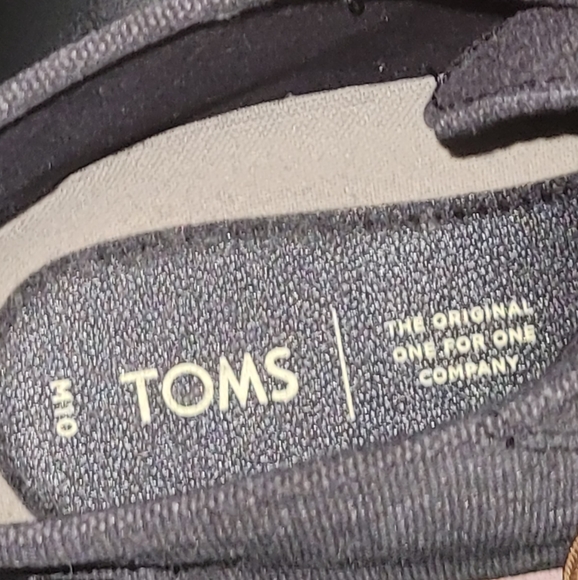 M10
TOMS
THE ORIGINAL
ONE FOR ONE
COMPANY